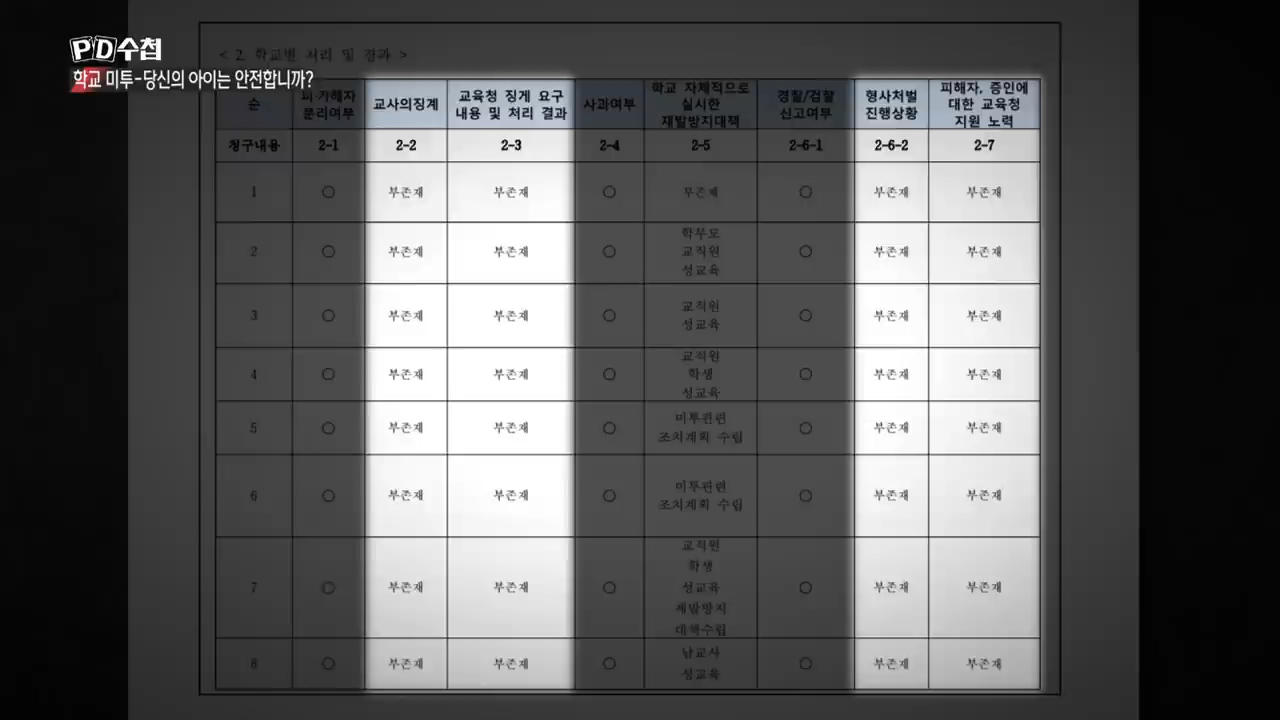 PD수첩
학교 미투-당신의 아이는 안전합니까?
< 2. 학교별 처리 및 결과 >
순 피·가해자 분리여부 교사의징계 교육청 징게 요구 내용 및 처리 결과 사과여부 학교 자체적으로 실시한 재발방지대책 경찰/검찰 신고여부 형사처벌 진행상황 피해자, 증인에 대한 교육청 지원 노력
청구내용 2-1 2-2 2-3 2-4 2-5 2-6-1 2-6-2 2-7
1 ○ 부존재 부존재 ○ 부존재 ○ 부존재 부존재
2 ○ 부존재 부존재 ○ 학부모 교직원 성교육 ○ 부존재 부존재
3 ○ 부존재 부존재 ○ 교직원 성교육 ○ 부존재 부존재
4 ○ 부존재 부존재 ○ 교직원 학생 성교육 ○ 부존재 부존재
5 ○ 부존재 부존재 ○ 미투관련 조치계획 수립 ○ 부존재 부존재
6 ○ 부존재 부존재 ○ 미투관련 조치계획 수립 ○ 부존재 부존재
7 ○ 부존재 부존재 ○ 교직원 학생 성교육 재발방지 대책수립 ○ 부존재 부존재
8 ○ 부존재 부존재 ○ 남교사 성교육 ○ 부존재 부존재